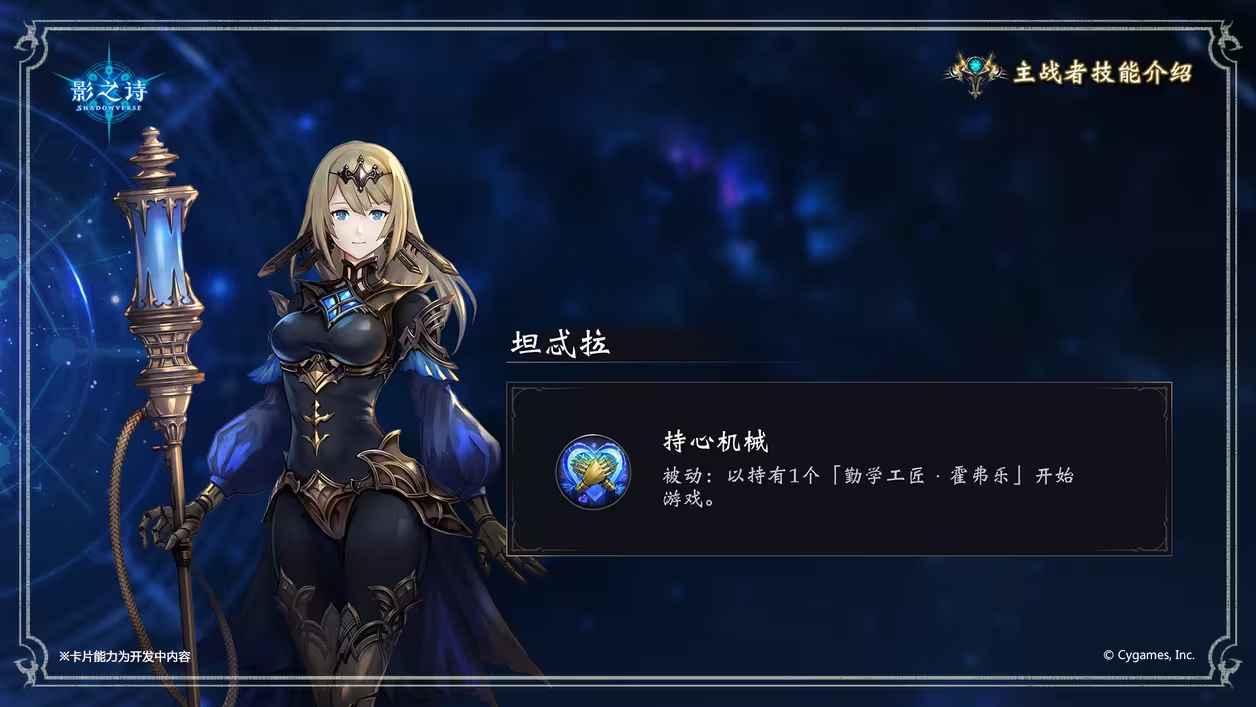 影之诗
SHADOWVERSE
主战者技能介绍
坦忒拉
持心机械
被动：以持有1个「勤学工匠·霍弗乐」开始
游戏。
※卡片能力为开发中内容
© Cygames, Inc.